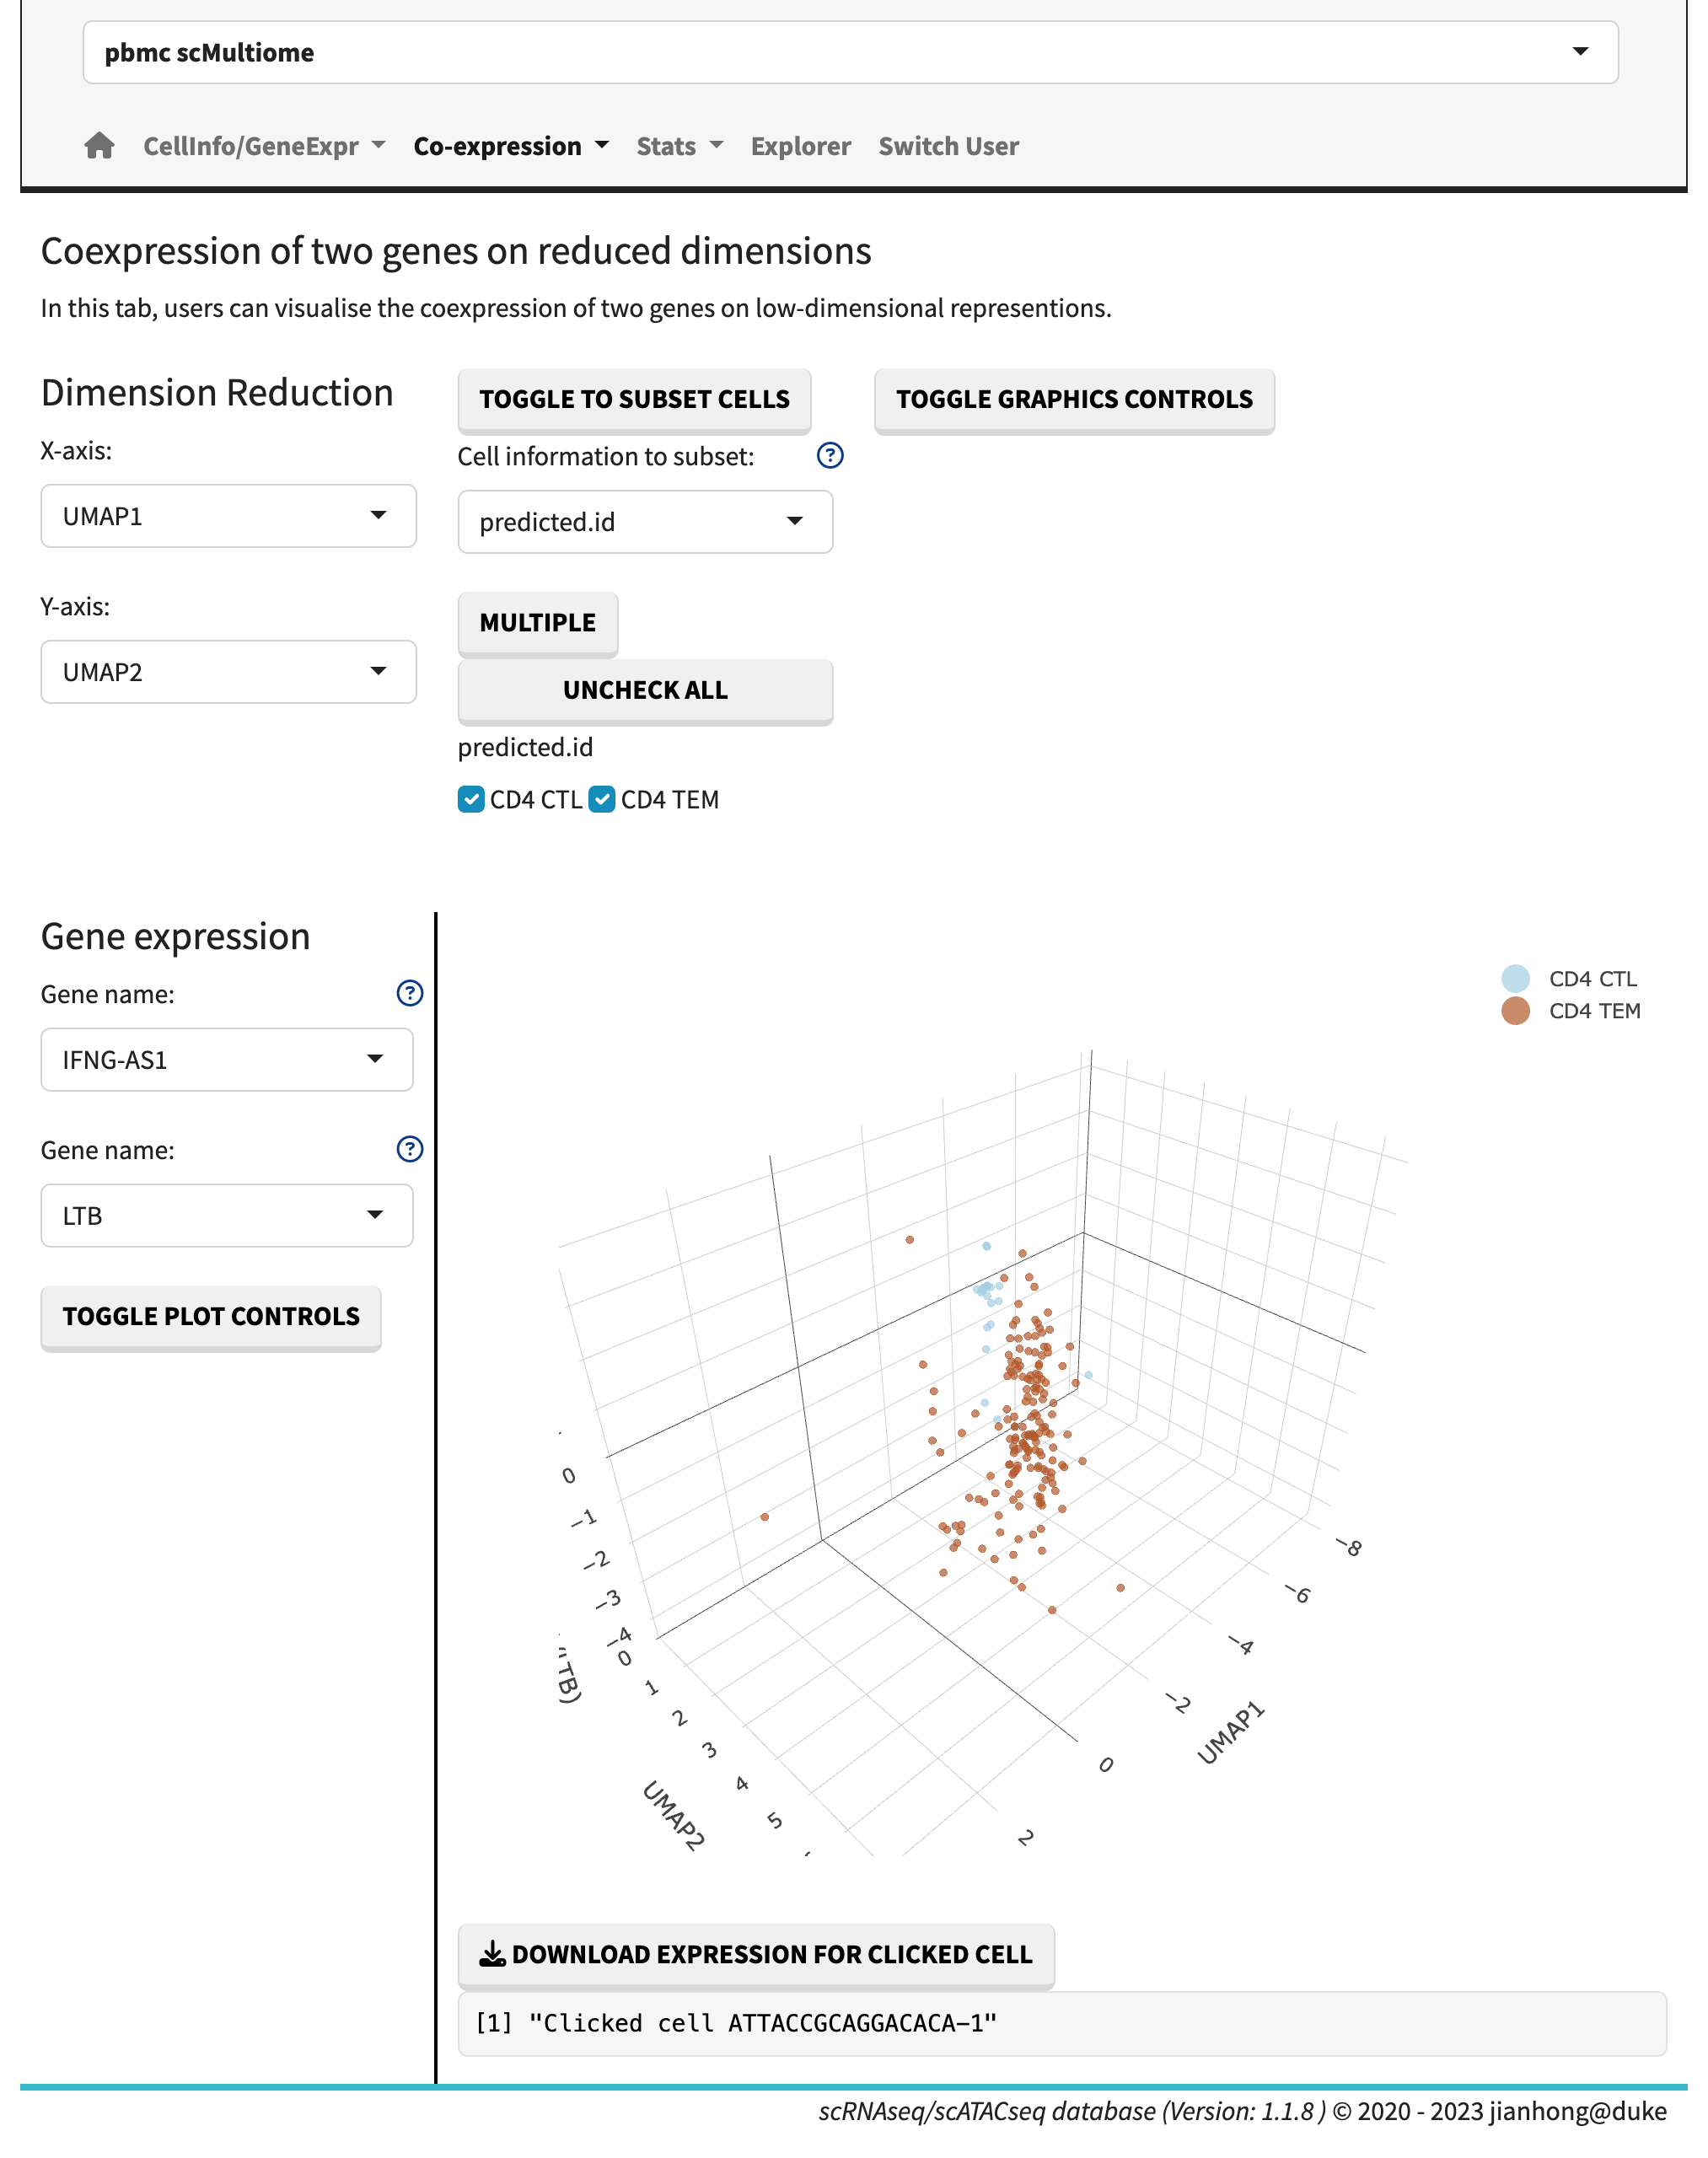 pbmc scMultiome
CellInfo/GeneExpr Co-expression Stats Explorer Switch User
Coexpression of two genes on reduced dimensions
In this tab, users can visualise the coexpression of two genes on low-dimensional representions.
Dimension Reduction
X-axis:
UMAP1
Y-axis:
UMAP2
TOGGLE TO SUBSET CELLS
Cell information to subset:
predicted.id
MULTIPLE
UNCHECK ALL
predicted.id
CD4 CTL CD4 TEM
TOGGLE GRAPHICS CONTROLS
Gene expression
Gene name:
IFNG-AS1
Gene name:
LTB
TOGGLE PLOT CONTROLS
CD4 CTL
CD4 TEM
0
−1
−2
−3
−4
TB)
0
1
2
3
4
5
UMAP2
−8
−6
−4
−2
0
2
UMAP1
DOWNLOAD EXPRESSION FOR CLICKED CELL
[1] "Clicked cell ATTACCGCAGGACACA-1"
scRNAseq/scATACseq database (Version: 1.1.8 ) © 2020 - 2023 jianhong@duke